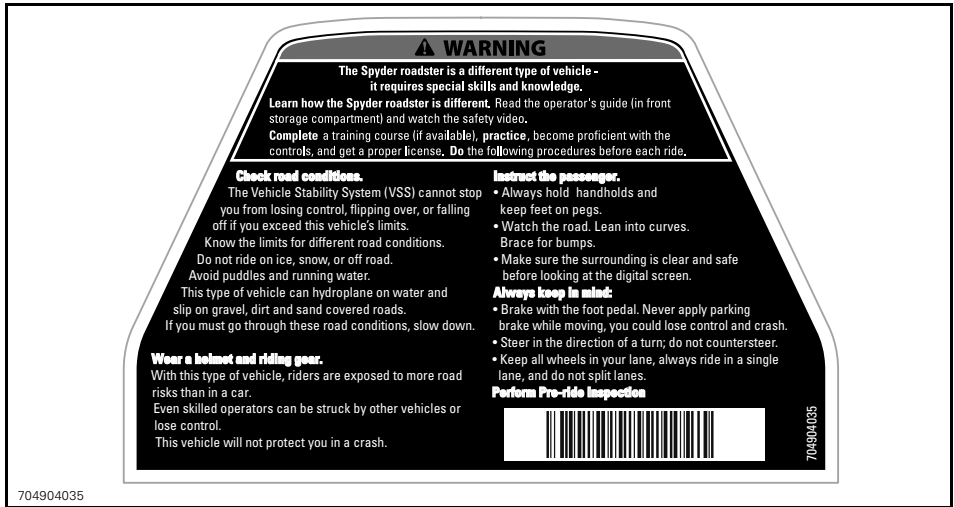 WARNING
The Spyder roadster is a different type of vehicle -
it requires special skills and knowledge.
Learn how the Spyder roadster is different. Read the operator's guide (in front
storage compartment) and watch the safety video.
Complete a training course (if available), practice, become proficient with the
controls, and get a proper license. Do the following procedures before each ride.
Check road conditions.
The Vehicle Stability System (VSS) cannot stop
you from losing control, flipping over, or falling
off if you exceed this vehicle's limits.
Know the limits for different road conditions.
Do not ride on ice, snow, or off road.
Avoid puddles and running water.
This type of vehicle can hydroplane on water and
slip on gravel, dirt and sand covered roads.
If you must go through these road conditions, slow down.
Wear a helmet and riding gear.
With this type of vehicle, riders are exposed to more road
risks than in a car.
Even skilled operators can be struck by other vehicles or
lose control.
This vehicle will not protect you in a crash.
Instruct the passenger.
• Always hold handholds and
keep feet on pegs.
• Watch the road. Lean into curves.
Brace for bumps.
• Make sure the surrounding is clear and safe
before looking at the digital screen.
Always keep in mind:
• Brake with the foot pedal. Never apply parking
brake while moving, you could lose control and crash.
• Steer in the direction of a turn; do not countersteer.
• Keep all wheels in your lane, always ride in a single
lane, and do not split lanes.
Perform Pre-ride Inspection
704904035
704904035